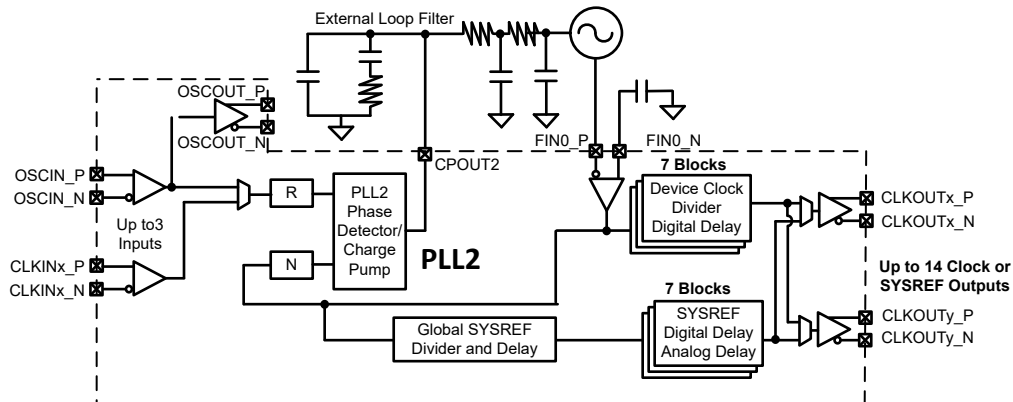 External Loop Filter
OSCOUT_P
OSCOUT_N
FIN0_P
FIN0_N
CPOUT2
7 Blocks
OSCIN_P
OSCIN_N
Up to3
Inputs
CLKINx_P
CLKINx_N
R
N
PLL2
Phase
Detector/
Charge
Pump
PLL2
Device Clock
Divider
Digital Delay
CLKOUTx_P
CLKOUTx_N
Up to 14 Clock or
SYSREF Outputs
7 Blocks
Global SYSREF
Divider and Delay
SYSREF
Digital Delay
Analog Delay
CLKOUTy_P
CLKOUTy_N